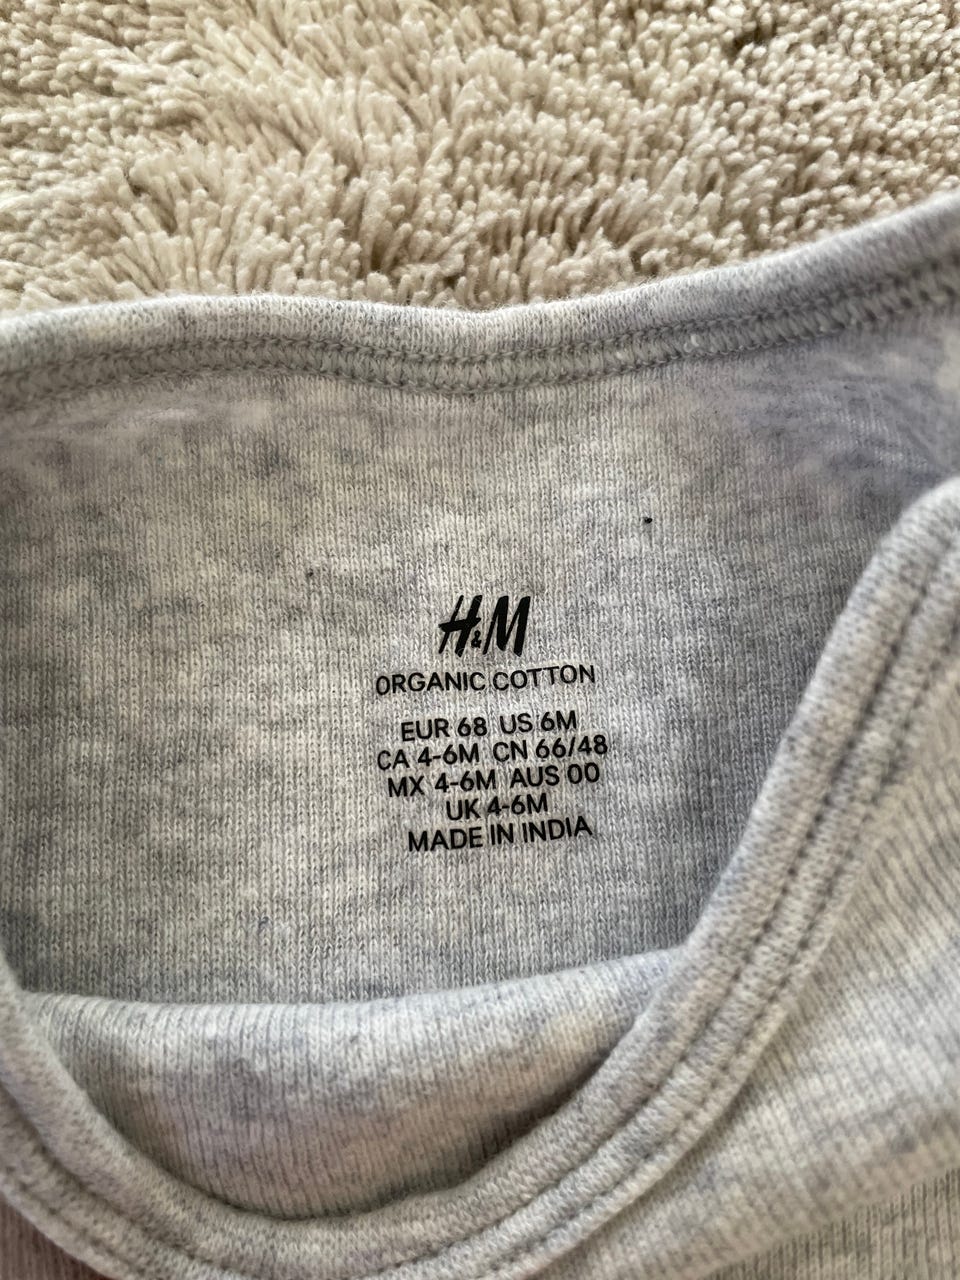 H&M
ORGANIC COTTON
EUR 68 US 6M
CA 4-6M CN 66/48
MX 4-6M AUS 00
UK 4-6M
MADE IN INDIA